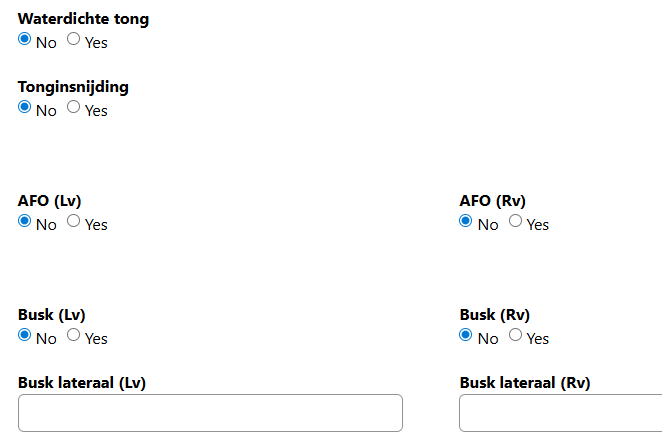 Waterdichte tong
No Yes
Tonginsnijding
No Yes
AFO (Lv) AFO (Rv)
No Yes No Yes
Busk (Lv) Busk (Rv)
No Yes No Yes
Busk lateraal (Lv) Busk lateraal (Rv)